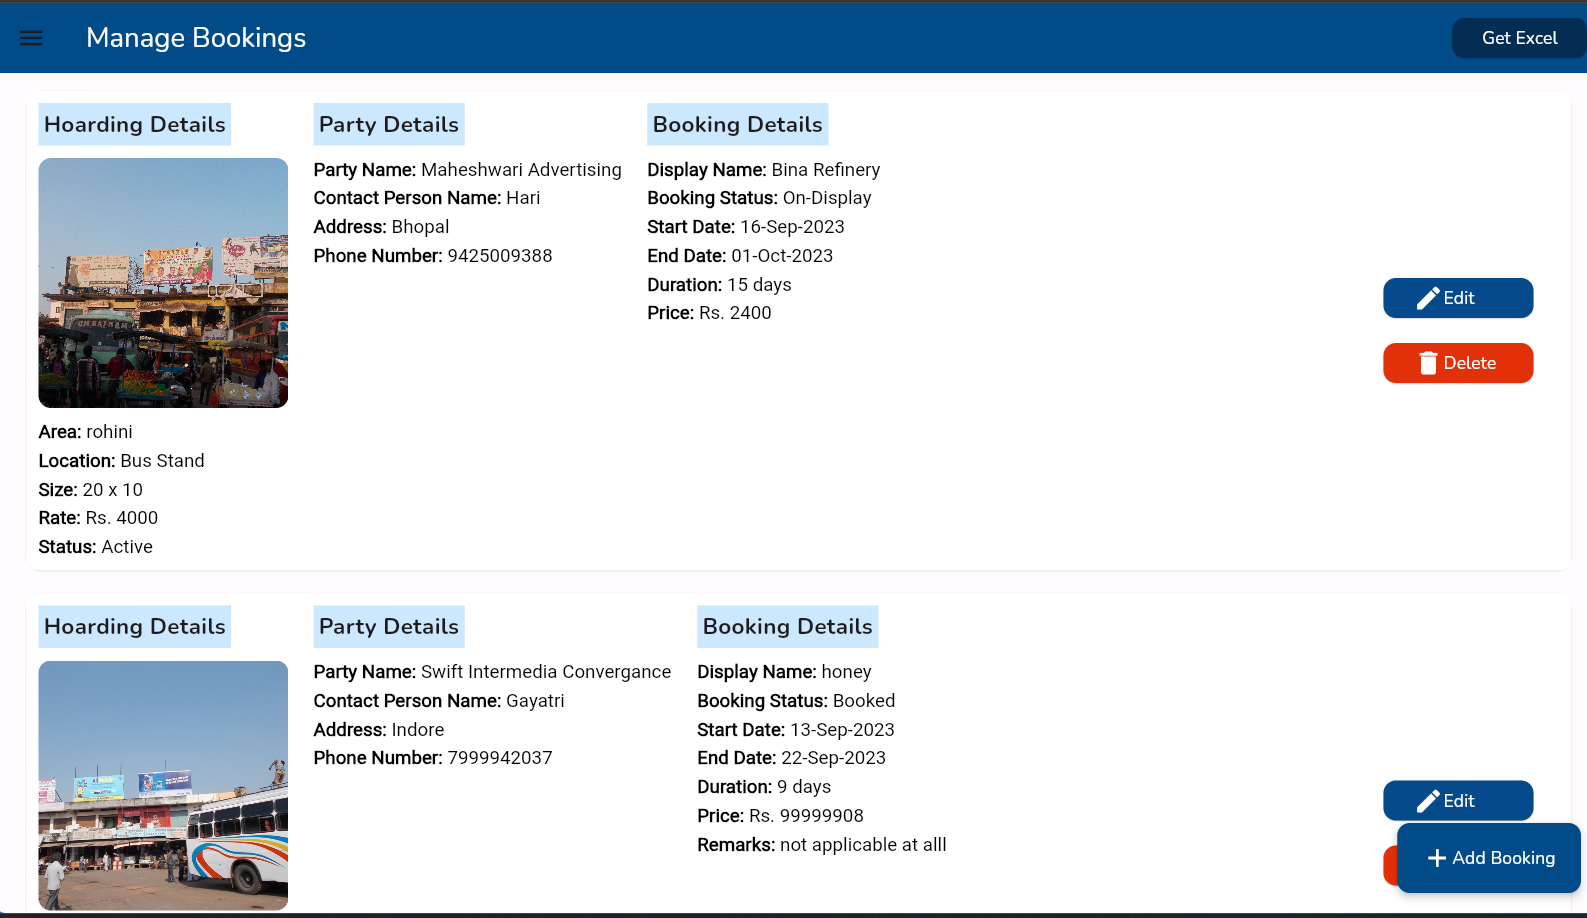 Manage Bookings
Get Excel
Hoarding Details
Party Details
Booking Details
Party Name: Maheshwari Advertising
Contact Person Name: Hari
Address: Bhopal
Phone Number: 9425009388
Display Name: Bina Refinery
Booking Status: On-Display
Start Date: 16-Sep-2023
End Date: 01-Oct-2023
Duration: 15 days
Price: Rs. 2400
Edit
Delete
Area: rohini
Location: Bus Stand
Size: 20 x 10
Rate: Rs. 4000
Status: Active
Hoarding Details
Party Details
Booking Details
Party Name: Swift Intermedia Convergance
Contact Person Name: Gayatri
Address: Indore
Phone Number: 7999942037
Display Name: honey
Booking Status: Booked
Start Date: 13-Sep-2023
End Date: 22-Sep-2023
Duration: 9 days
Price: Rs. 99999908
Remarks: not applicable at alll
Edit
Add Booking